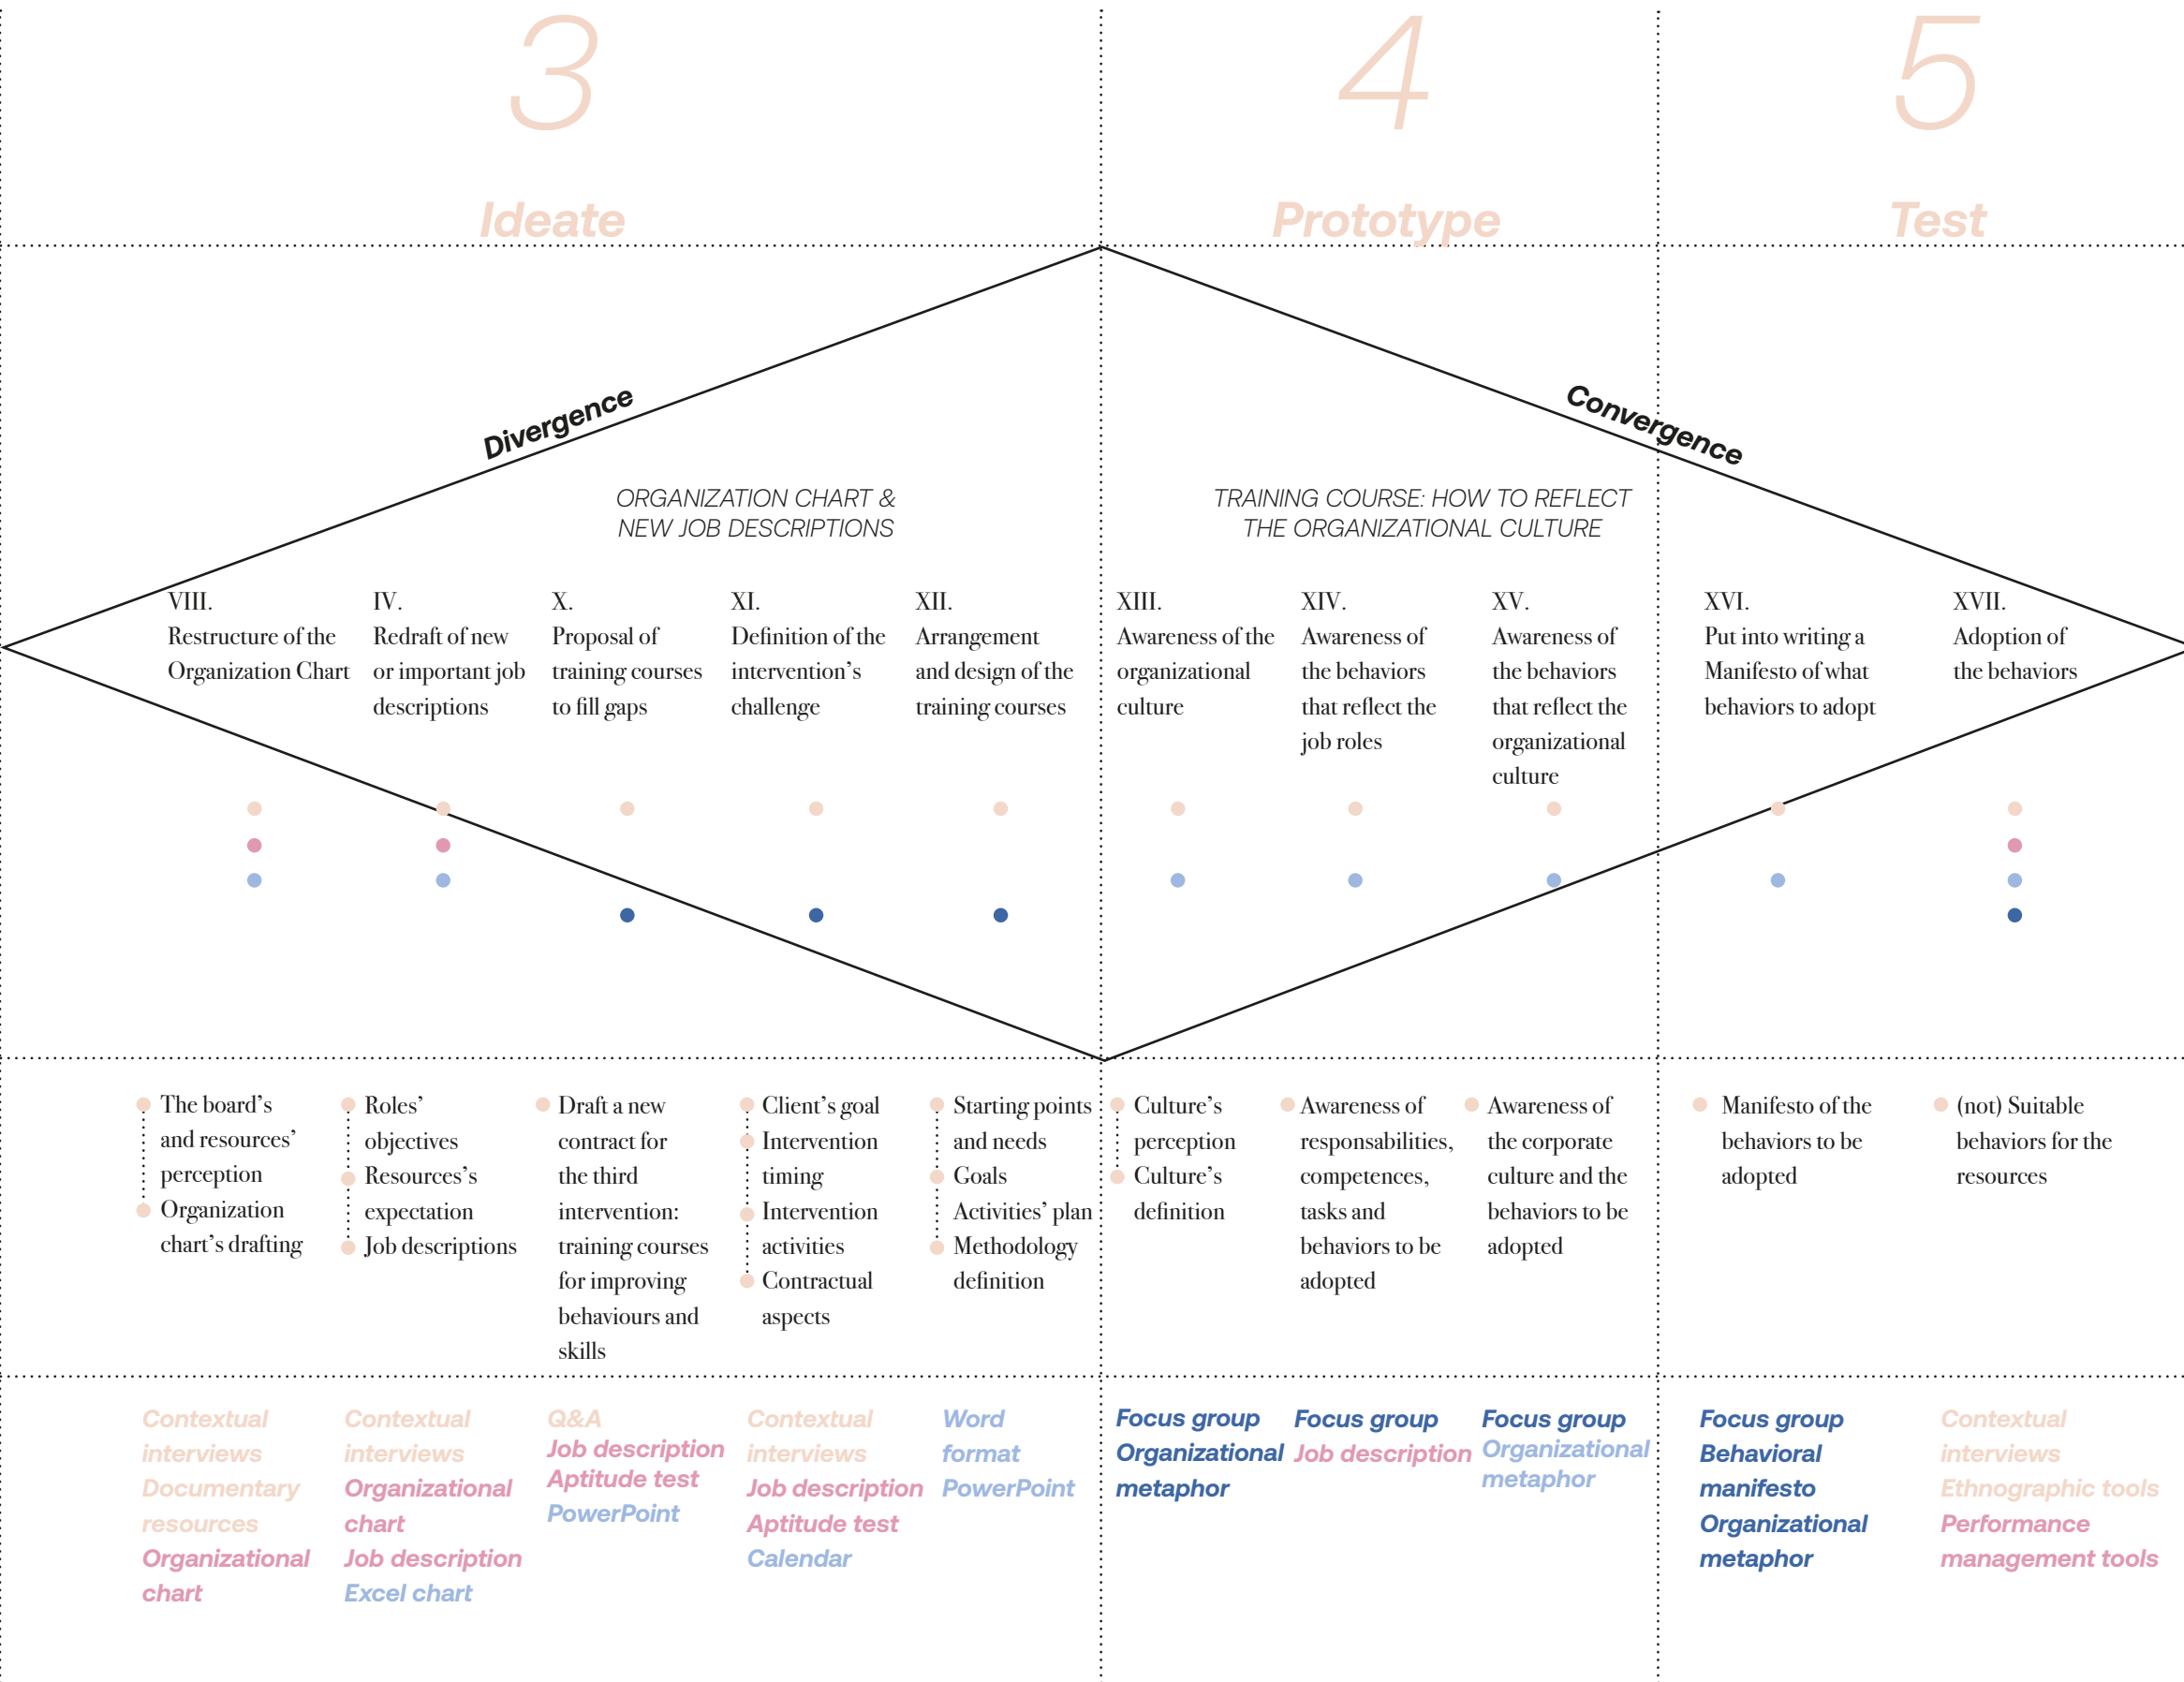 3
4
5
Ideate
Prototype
Test
Divergence
Convergence
ORGANIZATION CHART &
NEW JOB DESCRIPTIONS
TRAINING COURSE: HOW TO REFLECT
THE ORGANIZATIONAL CULTURE
VIII.
Restructure of the
Organization Chart
IV.
Redraft of new
or important job
descriptions
X.
Proposal of
training courses
to fill gaps
XI.
Definition of the
intervention's
challenge
XII.
Arrangement
and design of the
training courses
XIII.
Awareness of the
organizational
culture
XIV.
Awareness of
the behaviors
that reflect the
job roles
XV.
Awareness of
the behaviors
that reflect the
organizational
culture
XVI.
Put into writing a
Manifesto of what
behaviors to adopt
XVII.
Adoption of
the behaviors
The board's
and resources'
perception
Organization
chart's drafting
Roles'
objectives
Resources's
expectation
Job descriptions
Draft a new
contract for
the third
intervention:
training courses
for improving
behaviours and
skills
Client's goal
Intervention
timing
Intervention
activities
Contractual
aspects
Starting points
and needs
Goals
Activities' plan
Methodology
definition
Culture's
perception
Culture's
definition
Awareness of
responsabilities,
competences,
tasks and
behaviors to be
adopted
Awareness of
the corporate
culture and the
behaviors to be
adopted
Manifesto of the
behaviors to be
adopted
(not) Suitable
behaviors for the
resources
Contextual
interviews
Documentary
resources
Organizational
chart
Contextual
interviews
Organizational
chart
Job description
Excel chart
Q&A
Job description
Aptitude test
PowerPoint
Contextual
interviews
Job description
Aptitude test
Calendar
Word
format
PowerPoint
Focus group
Organizational
metaphor
Focus group
Job description
Focus group
Organizational
metaphor
Focus group
Behavioral
manifesto
Organizational
metaphor
Contextual
interviews
Ethnographic tools
Performance
management tools